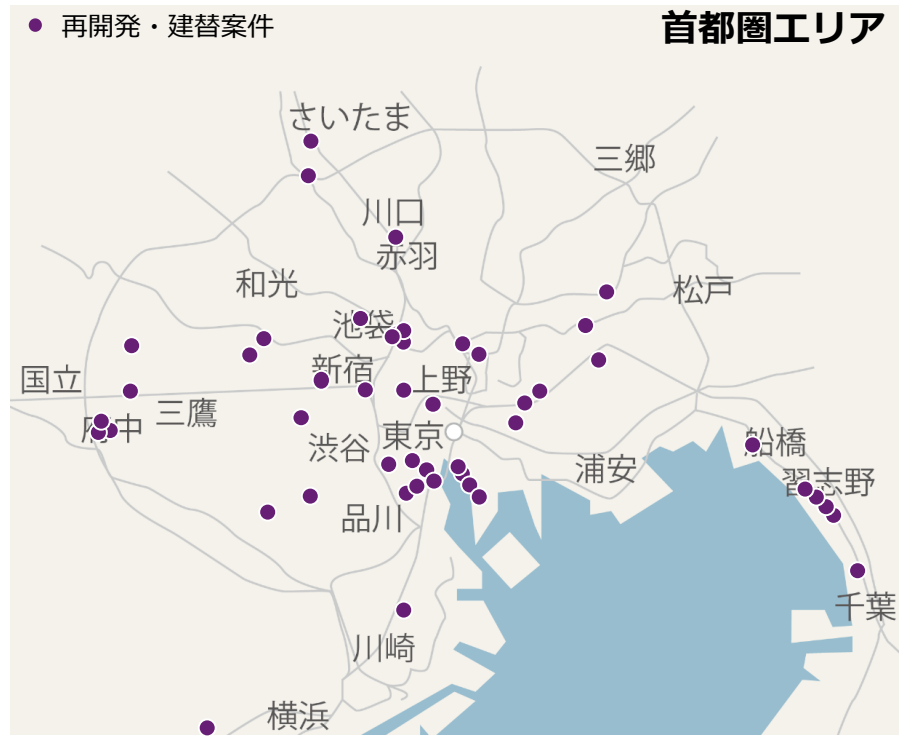 再開発・建替案件
首都圏エリア
さいたま
三郷
川口
赤羽
和光
松戸
池袋
新宿
上野
国立
三鷹
府中
渋谷
東京
船橋
浦安
習志野
品川
千葉
川崎
横浜